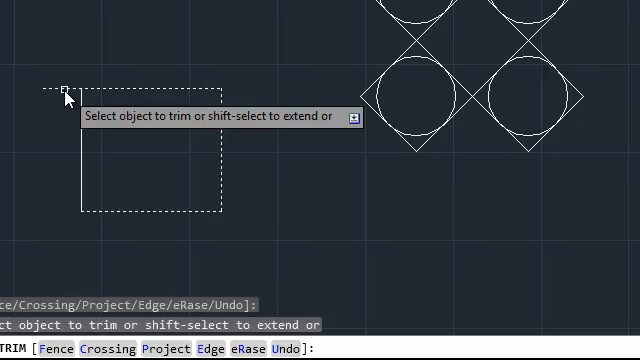 Select object to trim or shift-select to extend or
ce/Crossing/Project/Edge/eRase/Undo]:
ct object to trim or shift-select to extend or
TRIM [Fence Crossing Project Edge eRase Undo]: